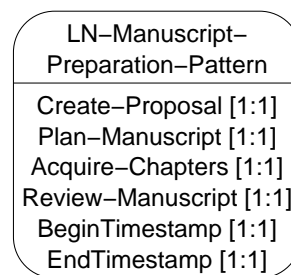 LN−Manuscript−
Preparation−Pattern
Create−Proposal [1:1]
Plan−Manuscript [1:1]
Acquire−Chapters [1:1]
Review−Manuscript [1:1]
BeginTimestamp [1:1]
EndTimestamp [1:1]